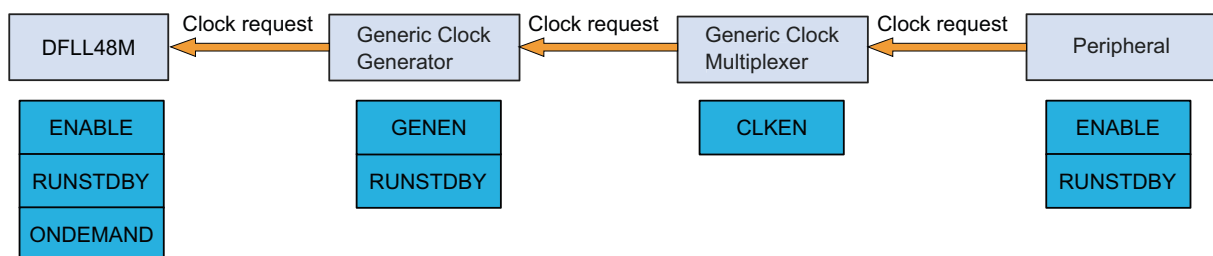 Clock request
Clock request
Clock request
DFLL48M
Generic Clock
Generator
Generic Clock
Multiplexer
Peripheral
ENABLE
GENEN
CLKEN
ENABLE
RUNSTDBY
RUNSTDBY
RUNSTDBY
ONDEMAND